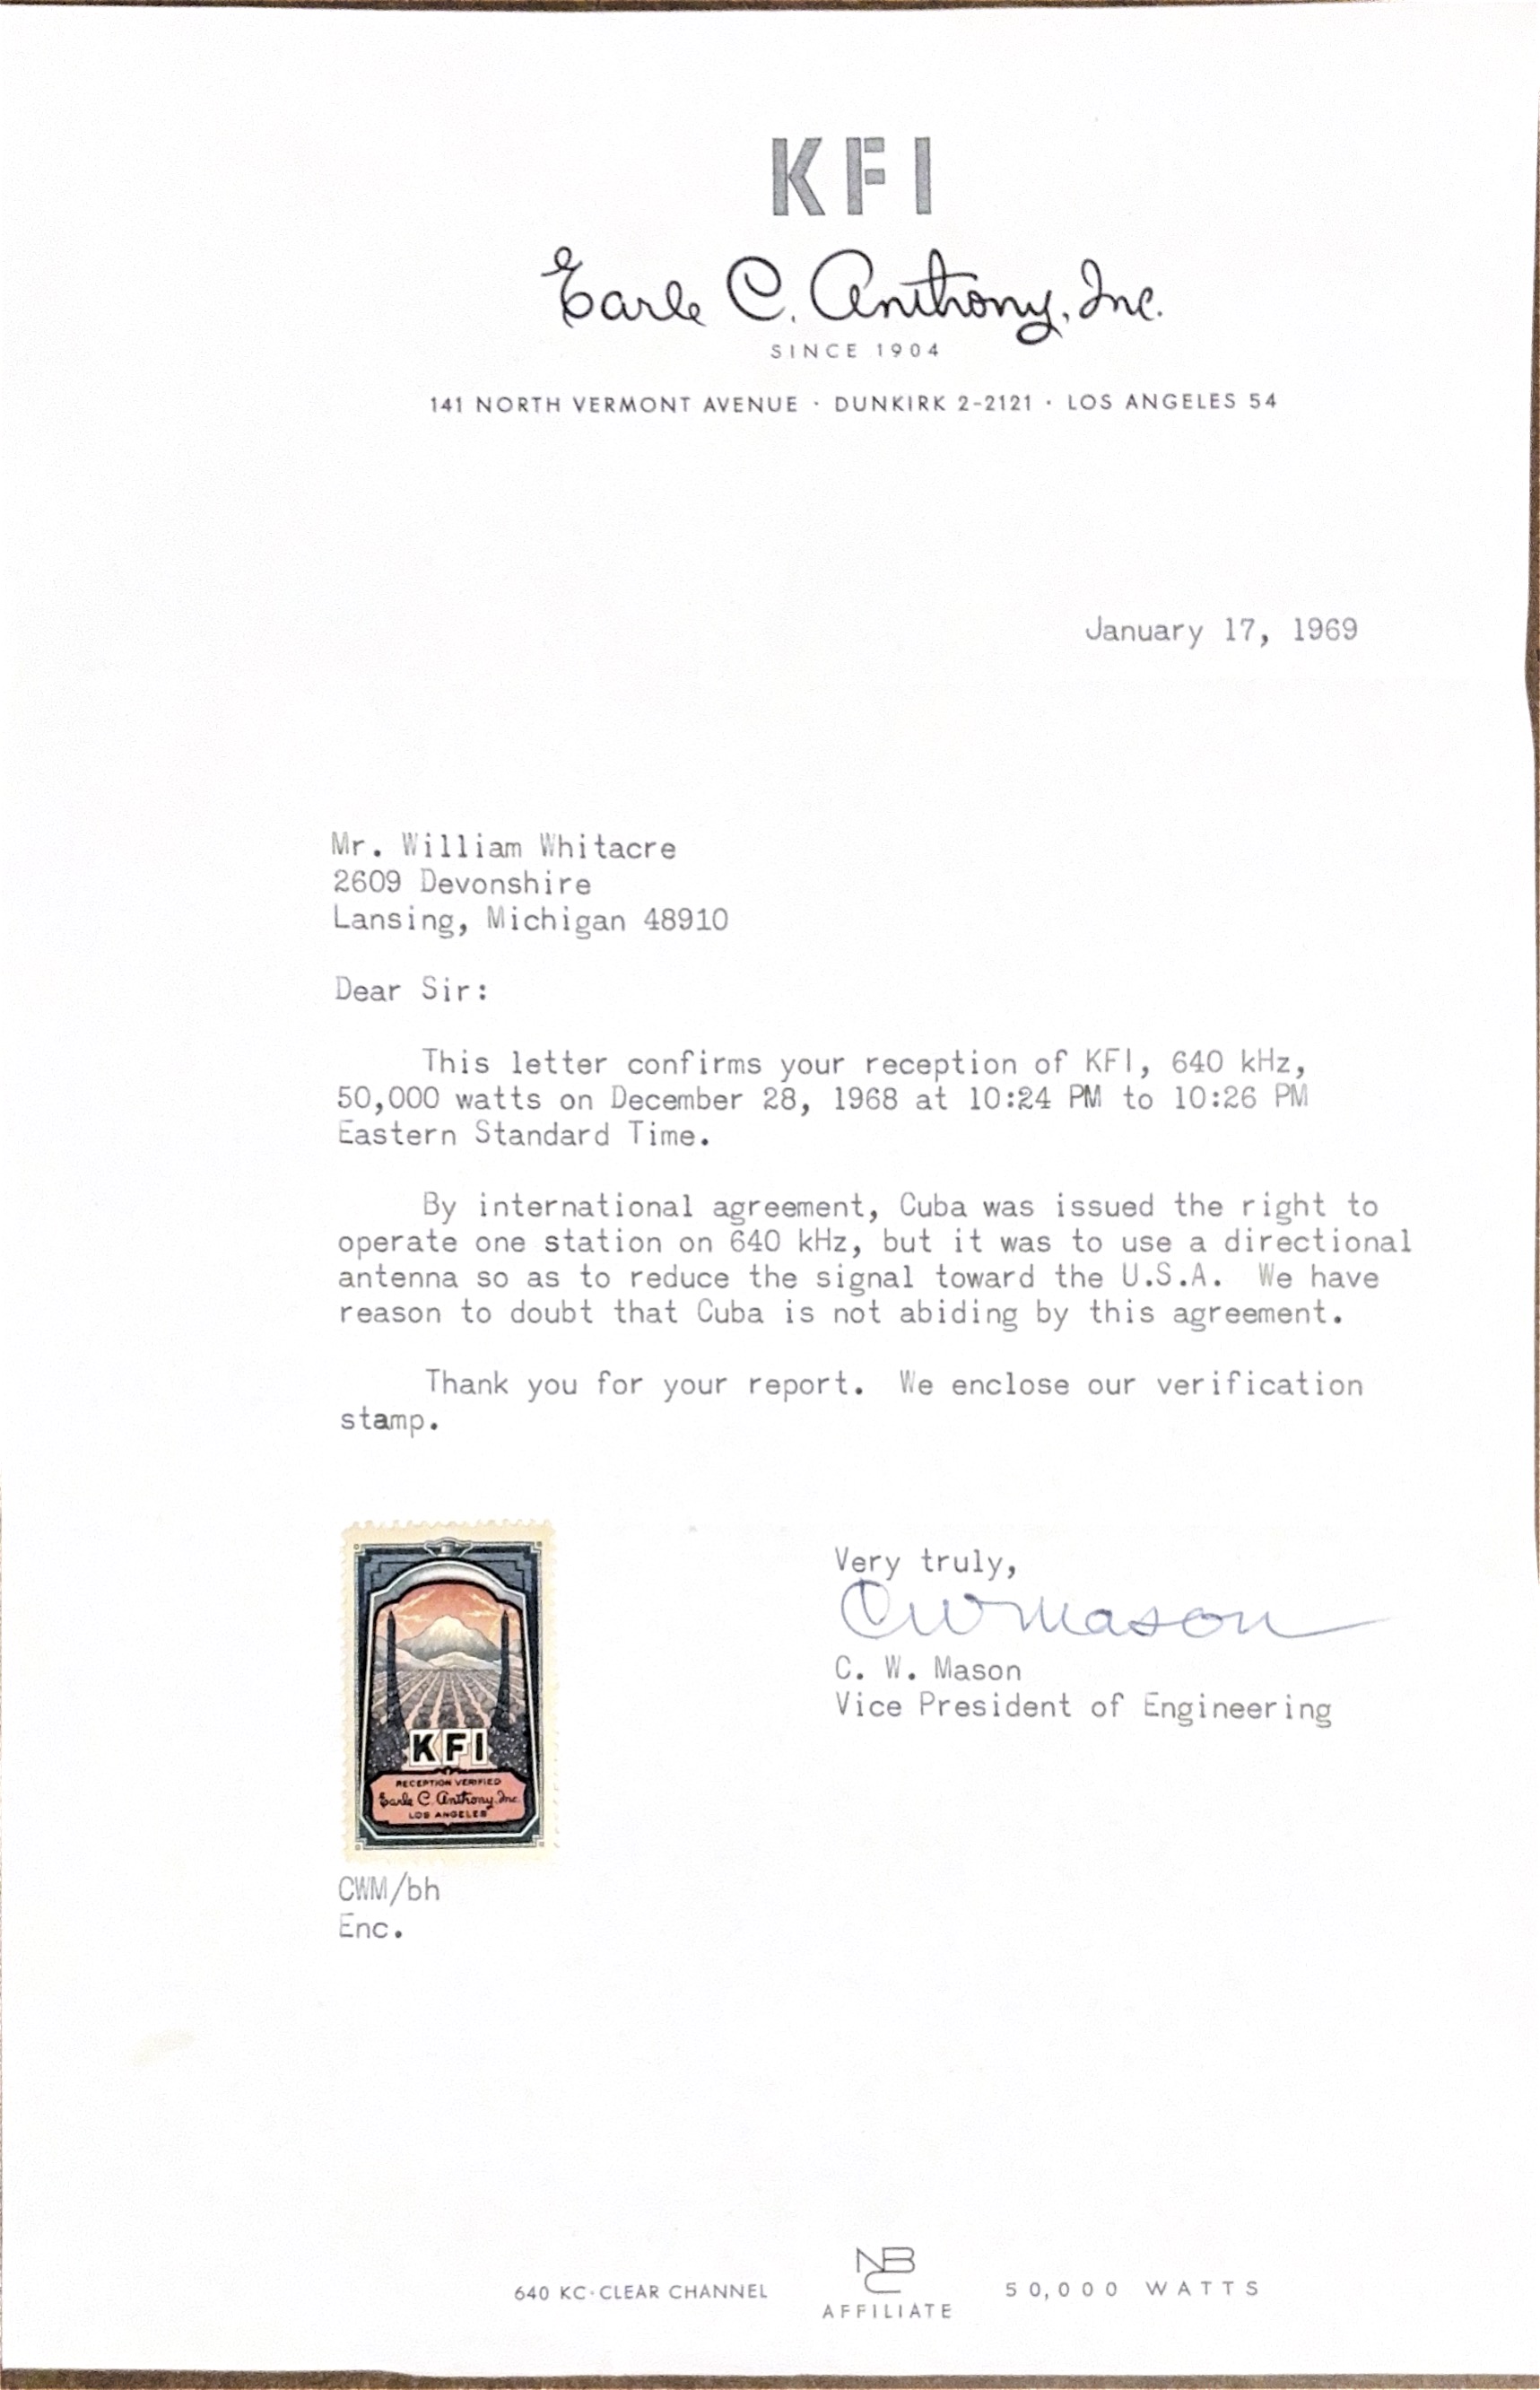 KFI
Earle C. Anthony, Inc.
SINCE 1904
141 NORTH VERMONT AVENUE · DUNKIRK 2-2121 · LOS ANGELES 54
January 17, 1969
Mr. William Whitacre
2609 Devonshire
Lansing, Michigan 48910
Dear Sir:
This letter confirms your reception of KFI, 640 kHz,
50,000 watts on December 28, 1968 at 10:24 PM to 10:26 PM
Eastern Standard Time.
By international agreement, Cuba was issued the right to
operate one station on 640 kHz, but it was to use a directional
antenna so as to reduce the signal toward the U.S.A. We have
reason to doubt that Cuba is not abiding by this agreement.
Thank you for your report. We enclose our verification
stamp.
Very truly,
CWMason
C. W. Mason
Vice President of Engineering
KFI
RECEPTION VERIFIED
Earle C. Anthony, Inc.
LOS ANGELES
CWM/bh
Enc.
640 KC·CLEAR CHANNEL
NBC
AFFILIATE
50,000 WATTS